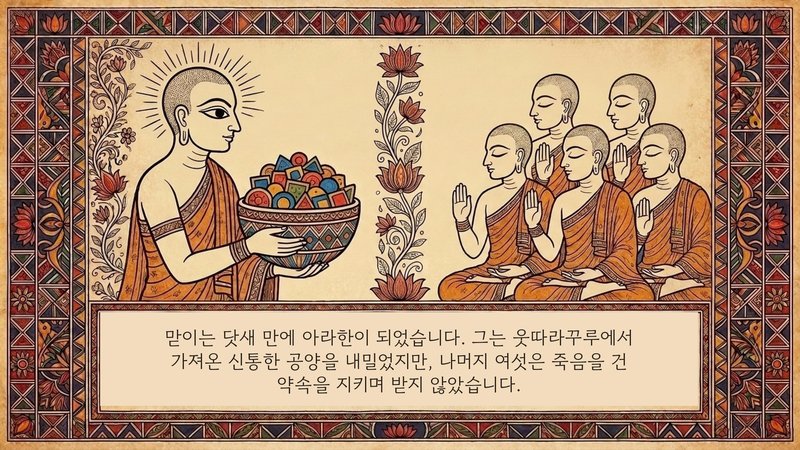 맏이는 닷새 만에 아라한이 되었습니다. 그는 웃따라꾸루에서
가져온 신통한 공양을 내밀었지만, 나머지 여섯은 죽음을 건
약속을 지키며 받지 않았습니다.